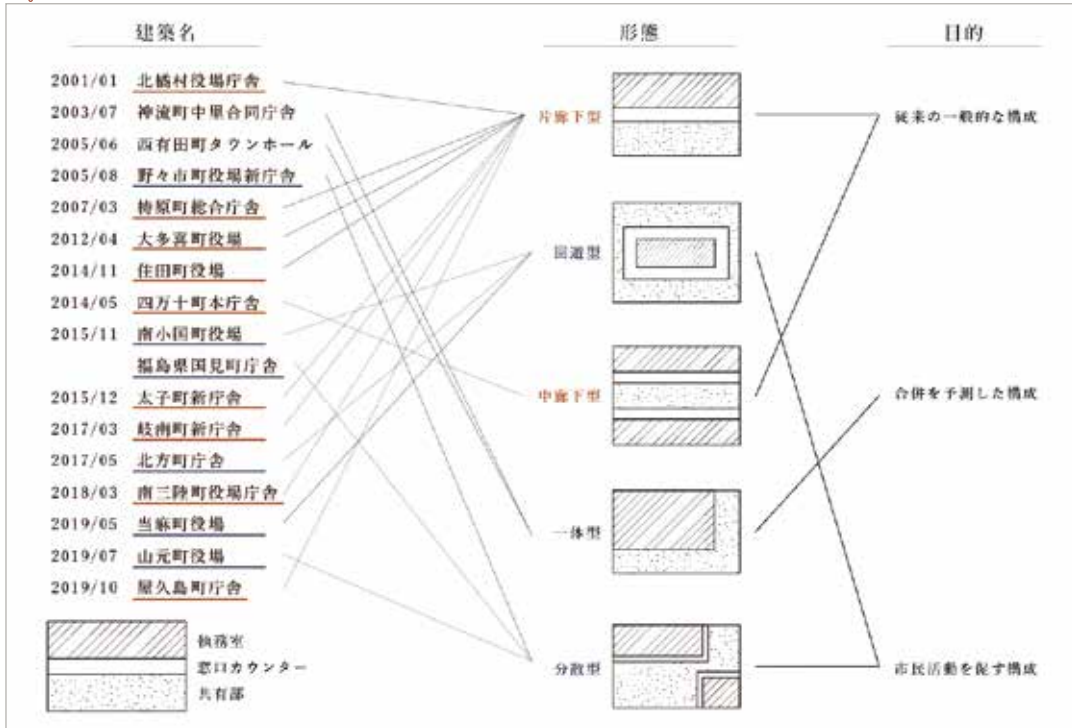 建築名
形態
目的
2001/01 北橘村役場庁舎
2003/07 神流町中里合同庁舎
2005/06 西有田町タウンホール
2005/08 野々市町役場新庁舎
2007/03 梼原町総合庁舎
2012/04 大多喜町役場
2014/11 住田町役場
2014/05 四万十町本庁舎
2015/11 南小国町役場
福島県国見町庁舎
2015/12 太子町新庁舎
2017/03 岐南町新庁舎
2017/05 北方町庁舎
2018/03 南三陸町役場庁舎
2019/05 当麻町役場
2019/07 山元町役場
2019/10 屋久島町庁舎
執務室
窓口カウンター
共有部
片廊下型
回遊型
中廊下型
一体型
分散型
従来の一般的な構成
合併を予測した構成
市民活動を促す構成